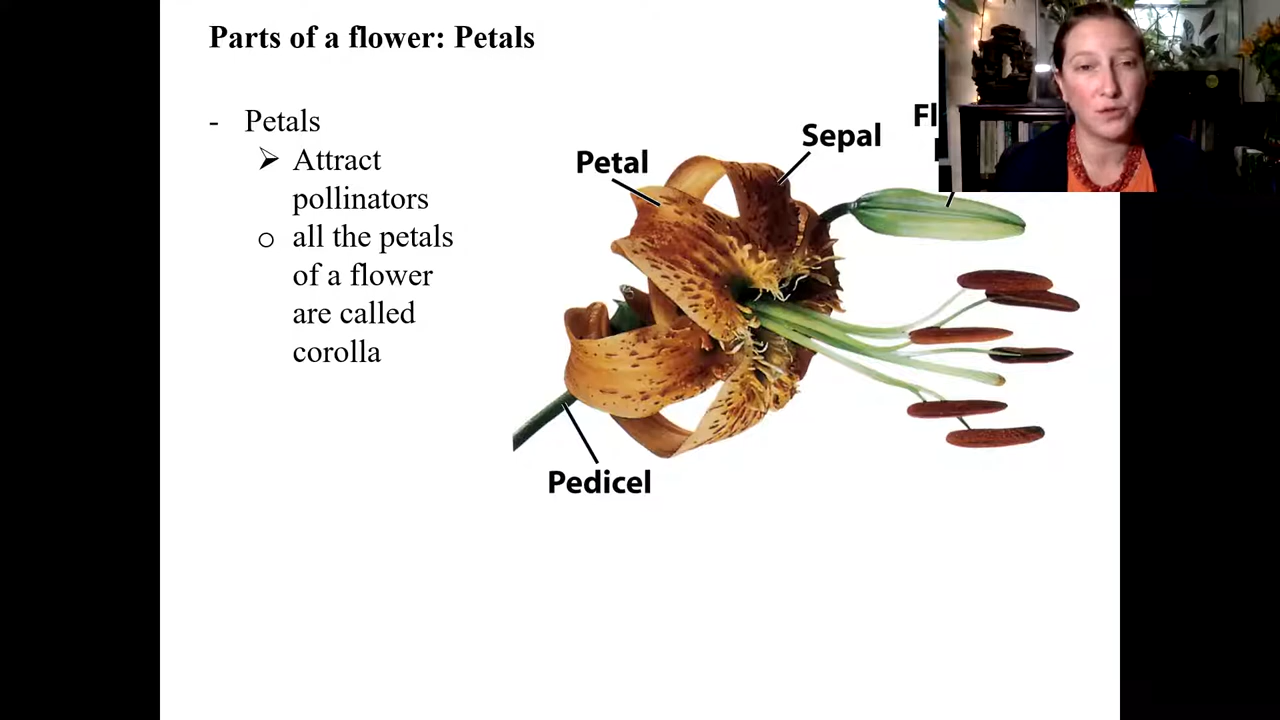 Parts of a flower: Petals
- Petals
➢ Attract
pollinators
o all the petals
of a flower
are called
corolla
Petal
Sepal
Pedicel